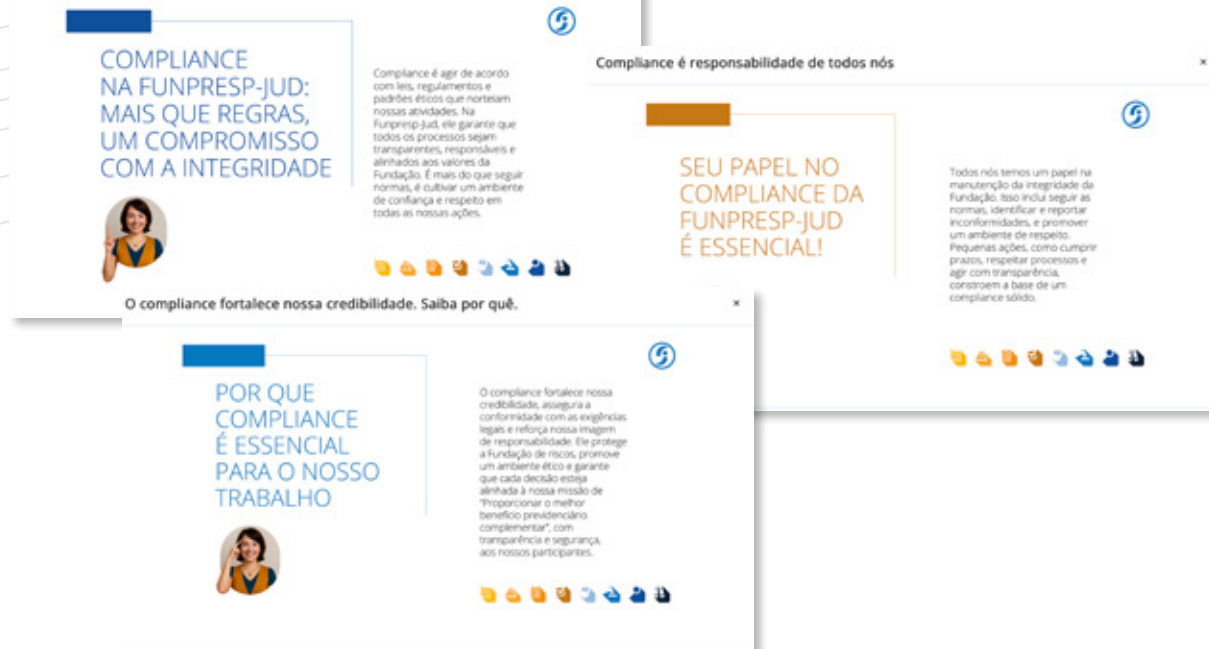 COMPLIANCE
NA FUNPRESP-JUD:
MAIS QUE REGRAS,
UM COMPROMISSO
COM A INTEGRIDADE
Compliance é agir de acordo
com leis, regulamentos e
padrões éticos que norteiam
nossas atividades. Na
Funpresp-Jud, ele garante que
todos os processos sejam
transparentes, responsáveis e
alinhados aos valores da
Fundação. É mais do que seguir
normas, é cultivar um ambiente
de confiança e respeito em
todas as nossas ações.
Compliance é responsabilidade de todos nós
SEU PAPEL NO
COMPLIANCE DA
FUNPRESP-JUD
É ESSENCIAL!
Todos nós temos um papel na
manutenção da integridade da
Fundação. Isso inclui seguir as
normas, identificar e reportar
inconformidades, e promover
um ambiente de respeito.
Pequenas ações, como cumprir
prazos, respeitar processos e
agir com transparência,
constroem a base de um
compliance sólido.
O compliance fortalece nossa credibilidade. Saiba por quê.
POR QUE
COMPLIANCE
É ESSENCIAL
PARA O NOSSO
TRABALHO
O compliance fortalece nossa
credibilidade, assegura a
conformidade com as exigências
legais e reforça nossa imagem
de responsabilidade. Ele protege
a Fundação de riscos, promove
um ambiente ético e garante
que cada decisão esteja
alinhada à nossa missão de
"Proporcionar o melhor
benefício previdenciário
complementar", com
transparência e segurança,
aos nossos participantes.